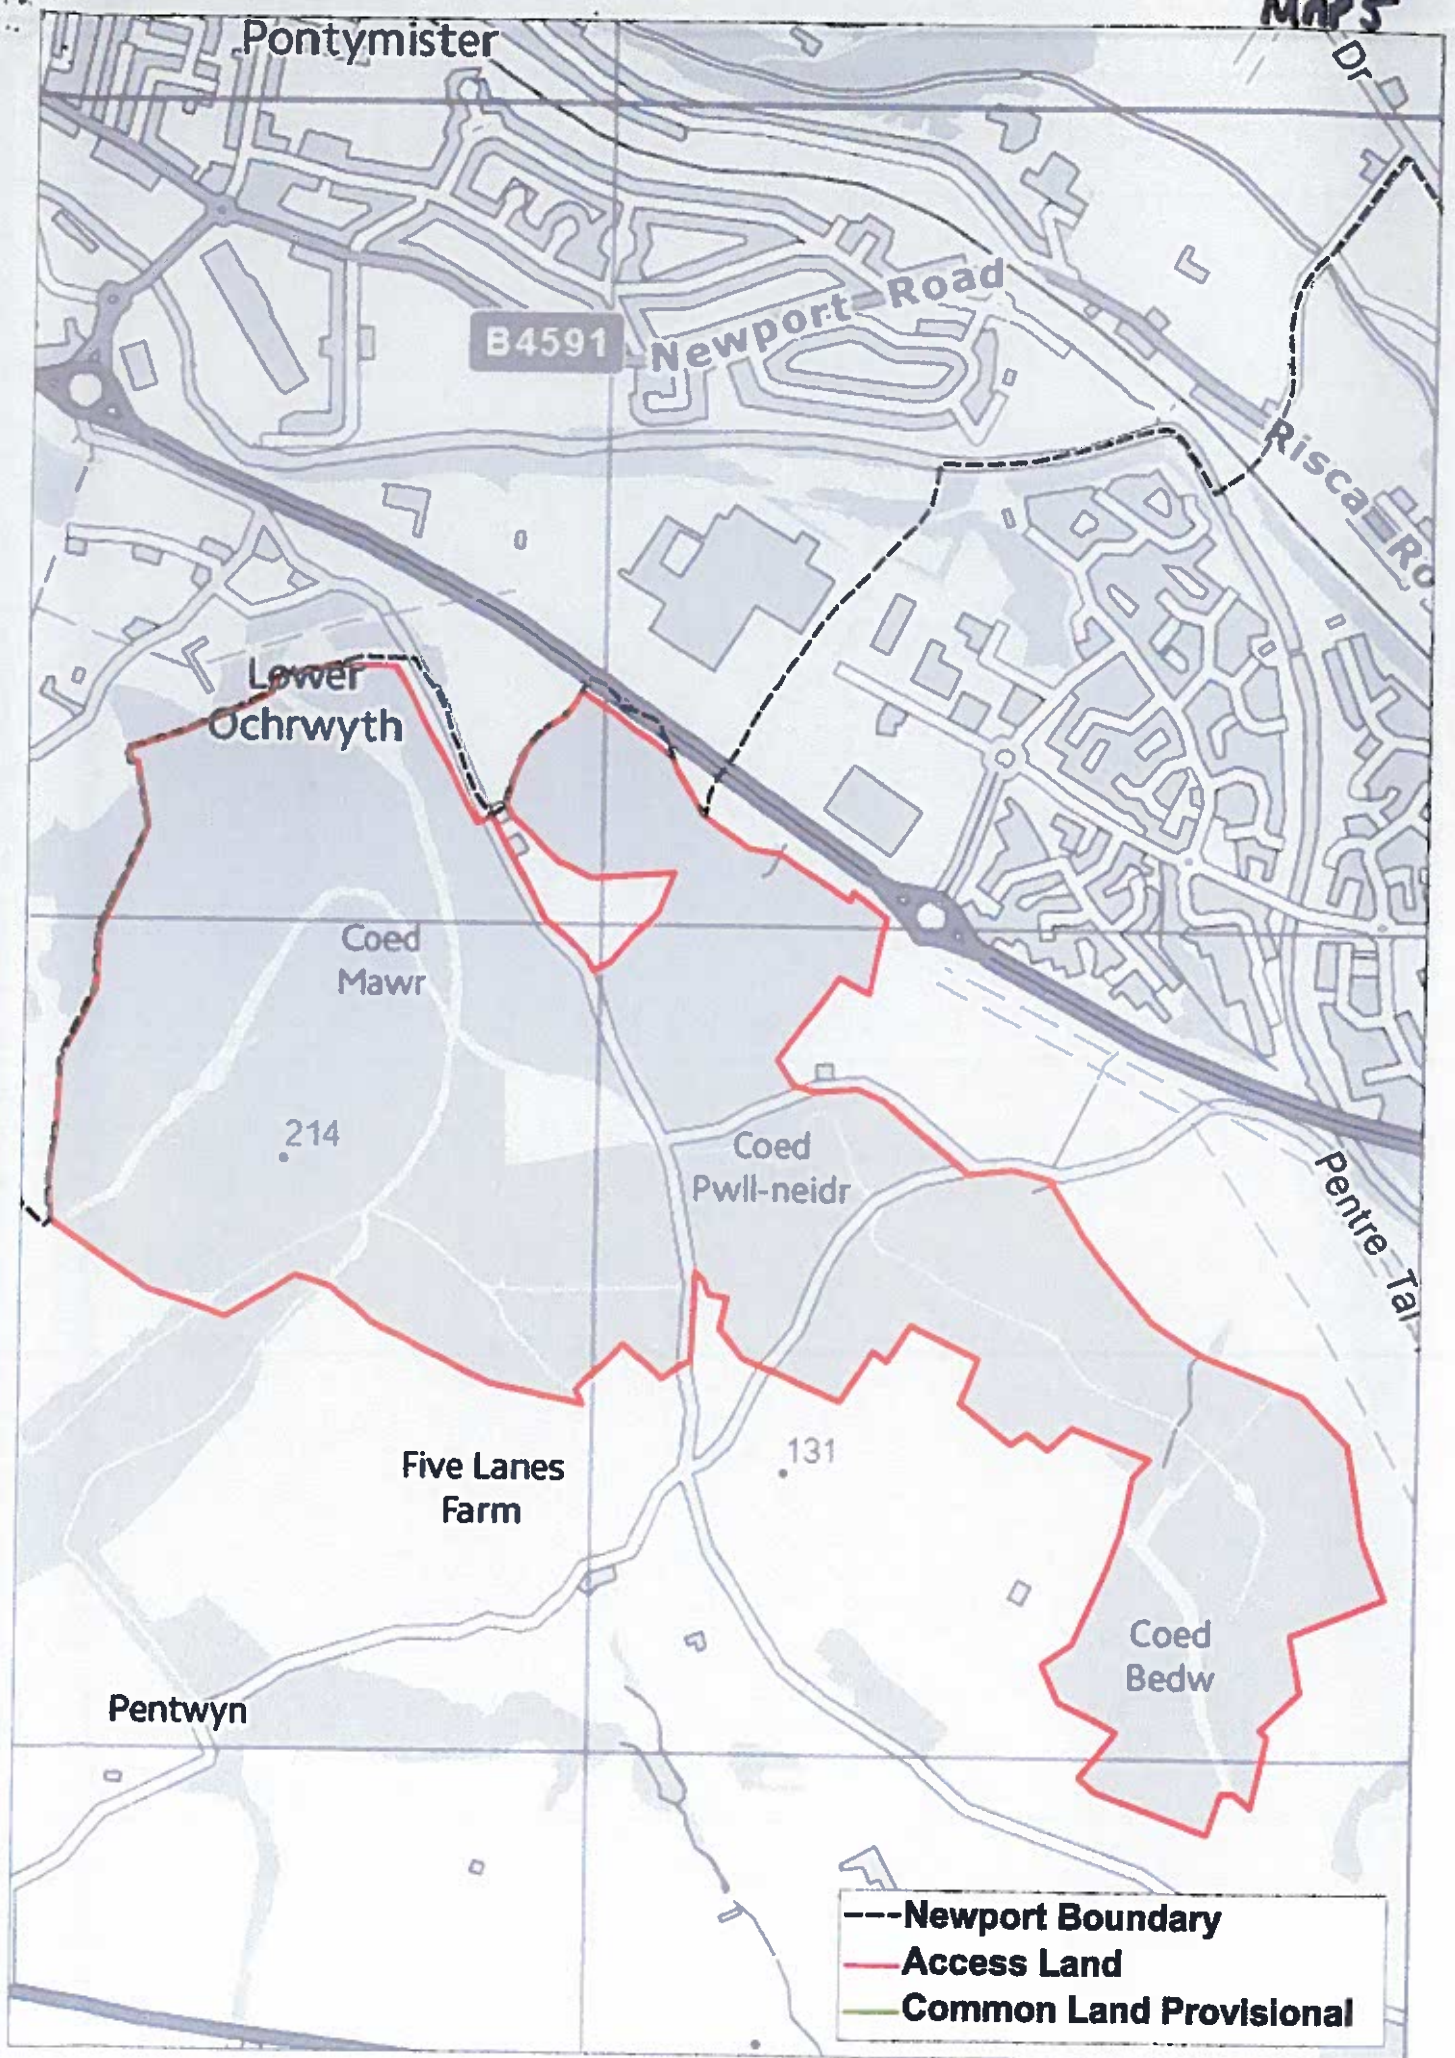 MAP 5
Pontymister
Dr
Newport Road
B4591
Risca Ro
Lower
Ochrwyth
Coed
Mawr
214
Coed
Pwll-neidr
Pentre Tai
131
Five Lanes
Farm
Coed
Bedw
Pentwyn
---Newport Boundary
Access Land
Common Land Provisional